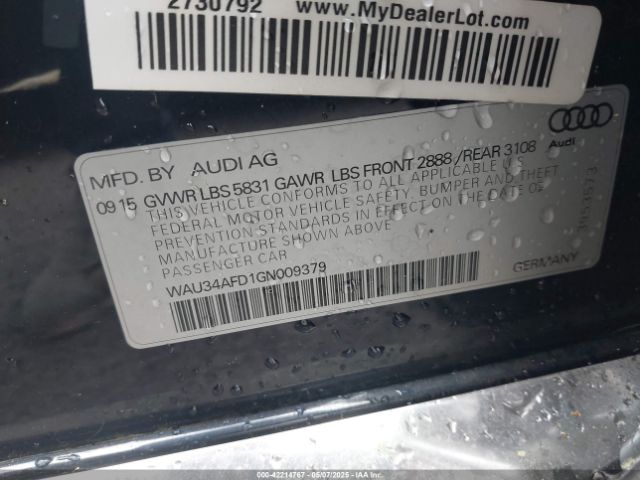 2730792 www.MyDealerLot.com
Audi
MFD. BY AUDI AG
09 15 GVWR LBS 5831 GAWR LBS FRONT 2888 / REAR 3108
THIS VEHICLE CONFORMS TO ALL APPLICABLE U.S.
FEDERAL MOTOR VEHICLE SAFETY, BUMPER AND THEFT
PREVENTION STANDARDS IN EFFECT ON THE DATE OF
MANUFACTURE SHOWN ABOVE
PASSENGER CAR
WAU34AFD1GN009379
GERMANY
000-42214767 - 05/07/2025 - IAAI.COM